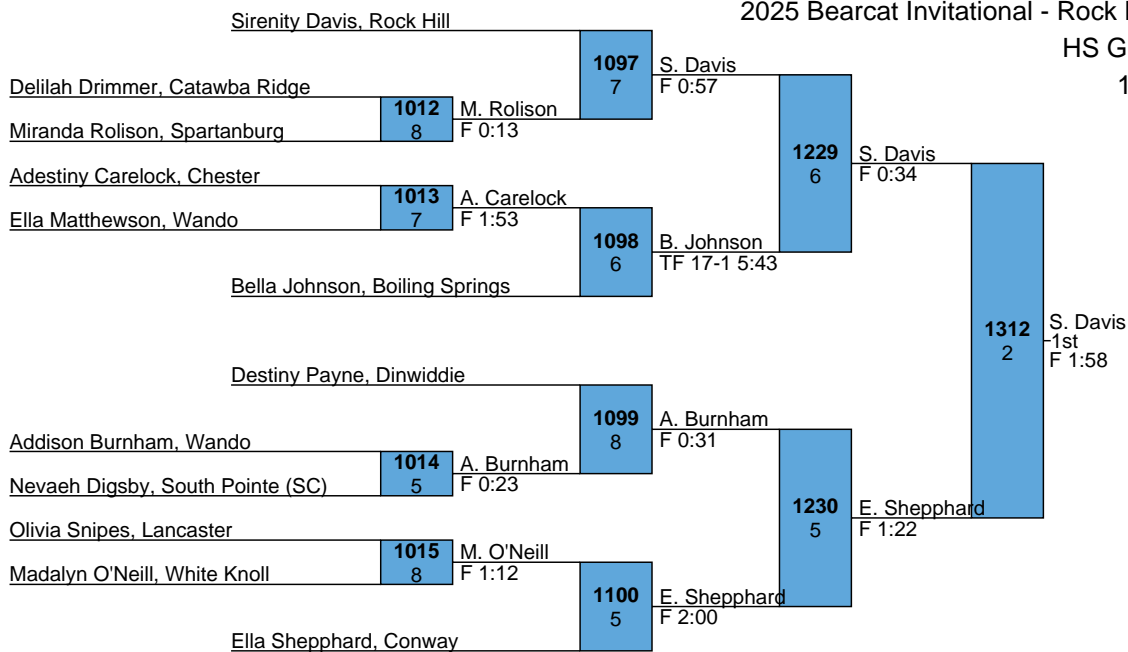 2025 Bearcat Invitational - Rock
HS G
1
Sirenity Davis, Rock Hill
1097
7
S. Davis
F 0:57
Delilah Drimmer, Catawba Ridge
1012
8
M. Rolison
F 0:13
Miranda Rolison, Spartanburg
1229
6
S. Davis
F 0:34
Adestiny Carelock, Chester
1013
7
A. Carelock
F 1:53
Ella Matthewson, Wando
1098
6
B. Johnson
TF 17-1 5:43
Bella Johnson, Boiling Springs
1312
2
S. Davis
1st
F 1:58
Destiny Payne, Dinwiddie
1099
8
A. Burnham
F 0:31
Addison Burnham, Wando
1014
5
A. Burnham
F 0:23
Nevaeh Digsby, South Pointe (SC)
1230
5
E. Shepphard
F 1:22
Olivia Snipes, Lancaster
1015
8
M. O'Neill
F 1:12
Madalyn O'Neill, White Knoll
1100
5
E. Shepphard
F 2:00
Ella Shepphard, Conway